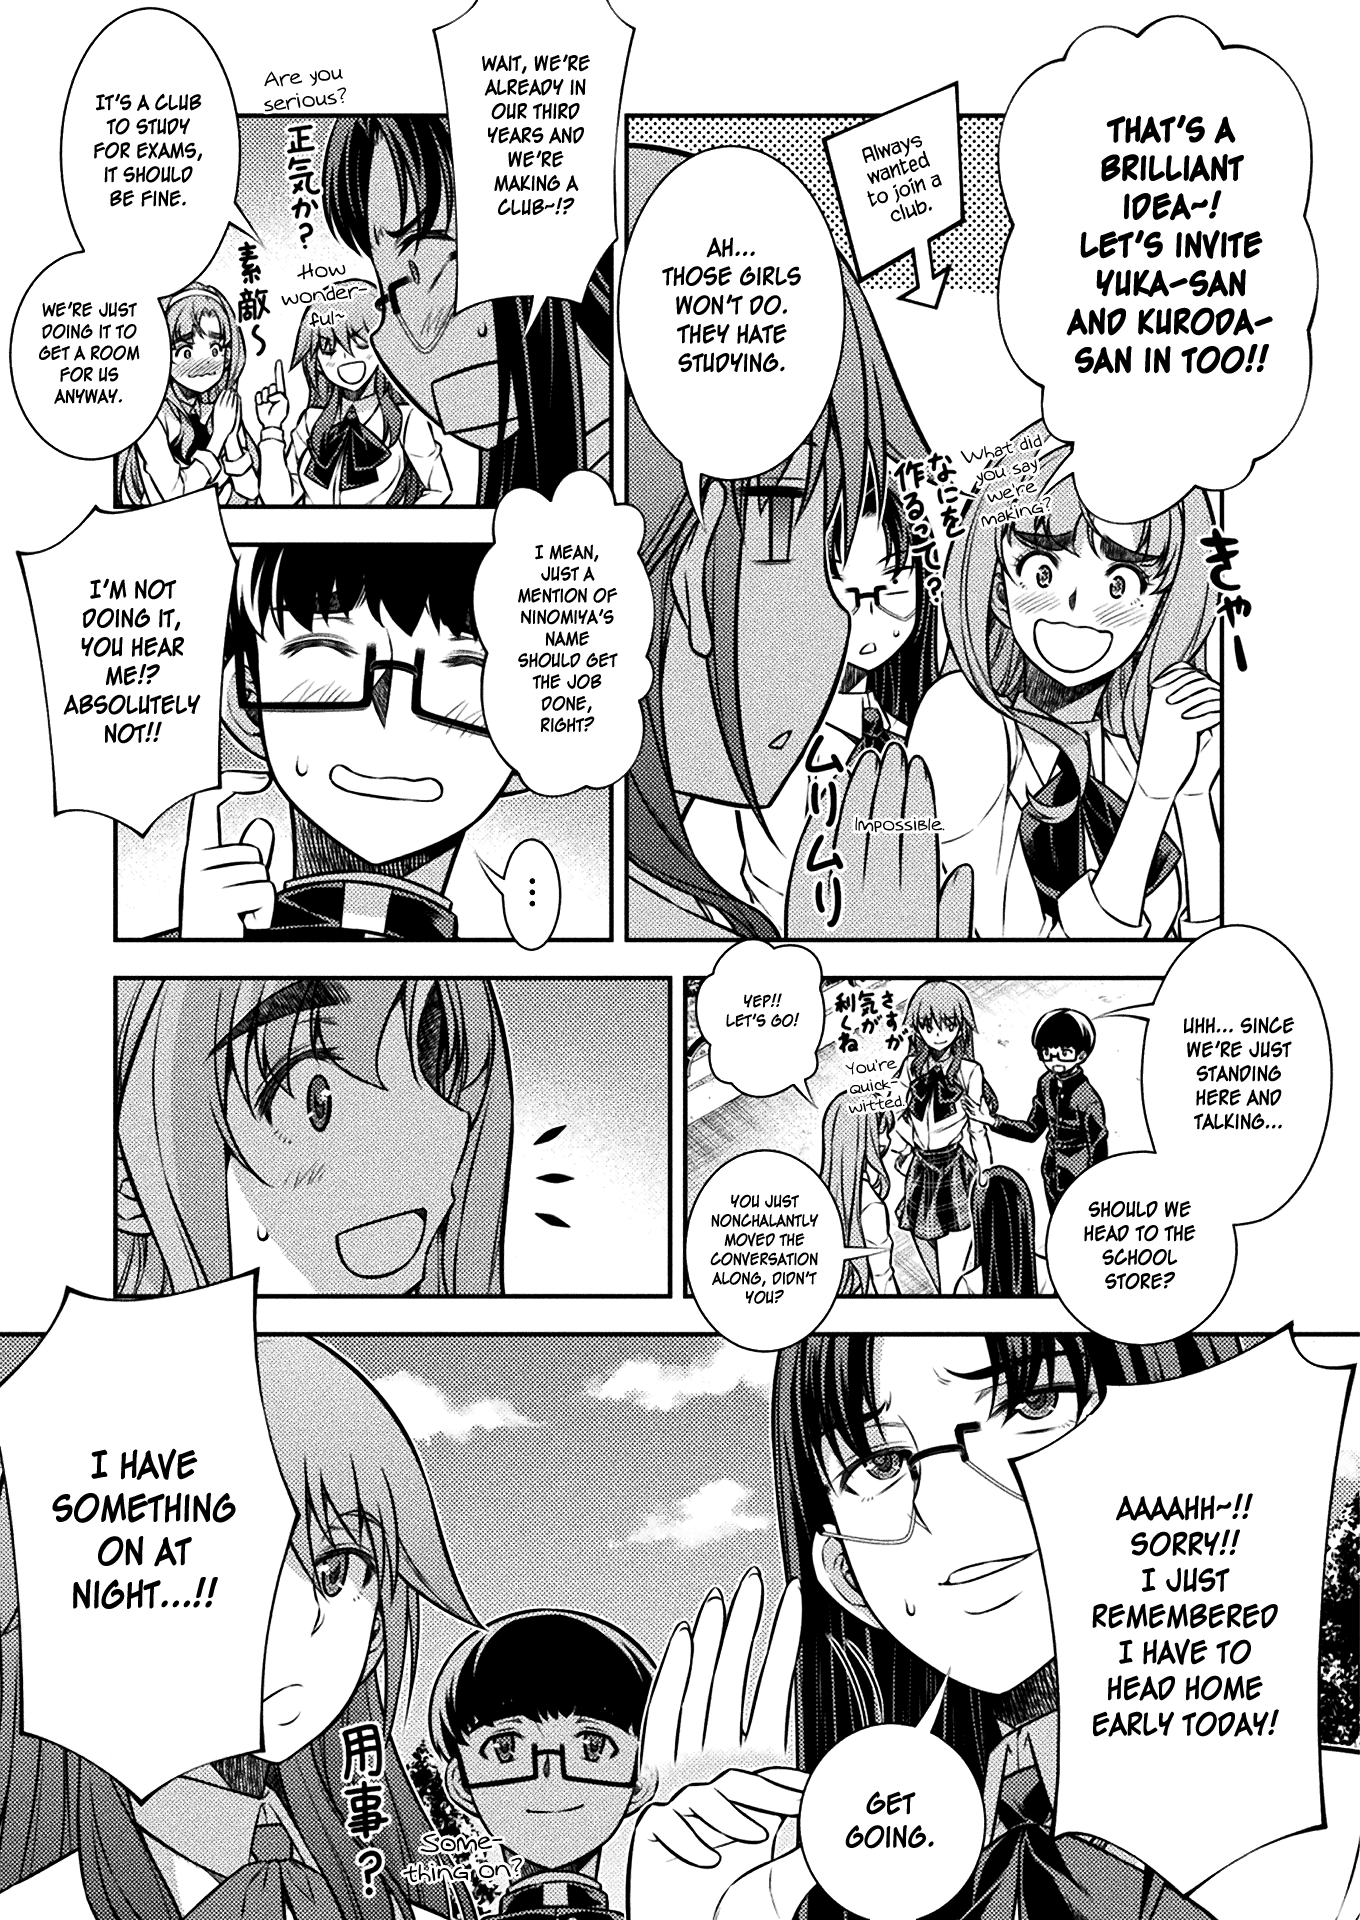 THAT'S A
BRILLIANT
IDEA~!
LET'S INVITE
YUKA-SAN
AND KURODA-
SAN IN TOO!!
きゃー
Always
wanted
to join a
club.
What did
you say
we're
making?
なにを
作るって?
AH...
THOSE GIRLS
WON'T DO.
THEY HATE
STUDYING.
ムリムリ
Impossible.
WAIT, WE'RE
ALREADY IN
OUR THIRD
YEARS AND
WE'RE
MAKING A
CLUB~!?
Are you
serious?
正気か?
IT'S A CLUB
TO STUDY
FOR EXAMS,
IT SHOULD
BE FINE.
WE'RE JUST
DOING IT TO
GET A ROOM
FOR US
ANYWAY.
How
wonder-
ful~
素敵~
I MEAN,
JUST A
MENTION OF
NINOMIYA'S
NAME
SHOULD GET
THE JOB
DONE,
RIGHT?
I'M NOT
DOING IT,
YOU HEAR
ME!?
ABSOLUTELY
NOT!!
...
UHH... SINCE
WE'RE JUST
STANDING
HERE AND
TALKING...
SHOULD WE
HEAD TO THE
SCHOOL
STORE?
YEP!!
LET'S GO!
さすが
気が
利くね
You're
quick-
witted.
YOU JUST
NONCHALANTLY
MOVED THE
CONVERSATION
ALONG, DIDN'T
YOU?
AAAAHH~!!
SORRY!!
I JUST
REMEMBERED
I HAVE TO
HEAD HOME
EARLY TODAY!
GET
GOING.
I HAVE
SOMETHING
ON AT
NIGHT...!!
用事?
Some-
thing on?